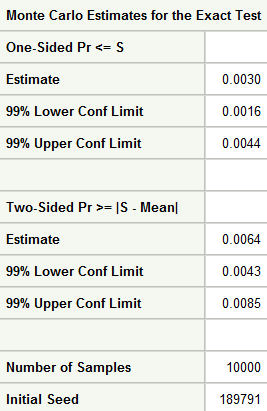 Monte Carlo Estimates for the Exact Test
One-Sided Pr <= S
Estimate 0.0030
99% Lower Conf Limit 0.0016
99% Upper Conf Limit 0.0044
Two-Sided Pr >= |S - Mean|
Estimate 0.0064
99% Lower Conf Limit 0.0043
99% Upper Conf Limit 0.0085
Number of Samples 10000
Initial Seed 189791